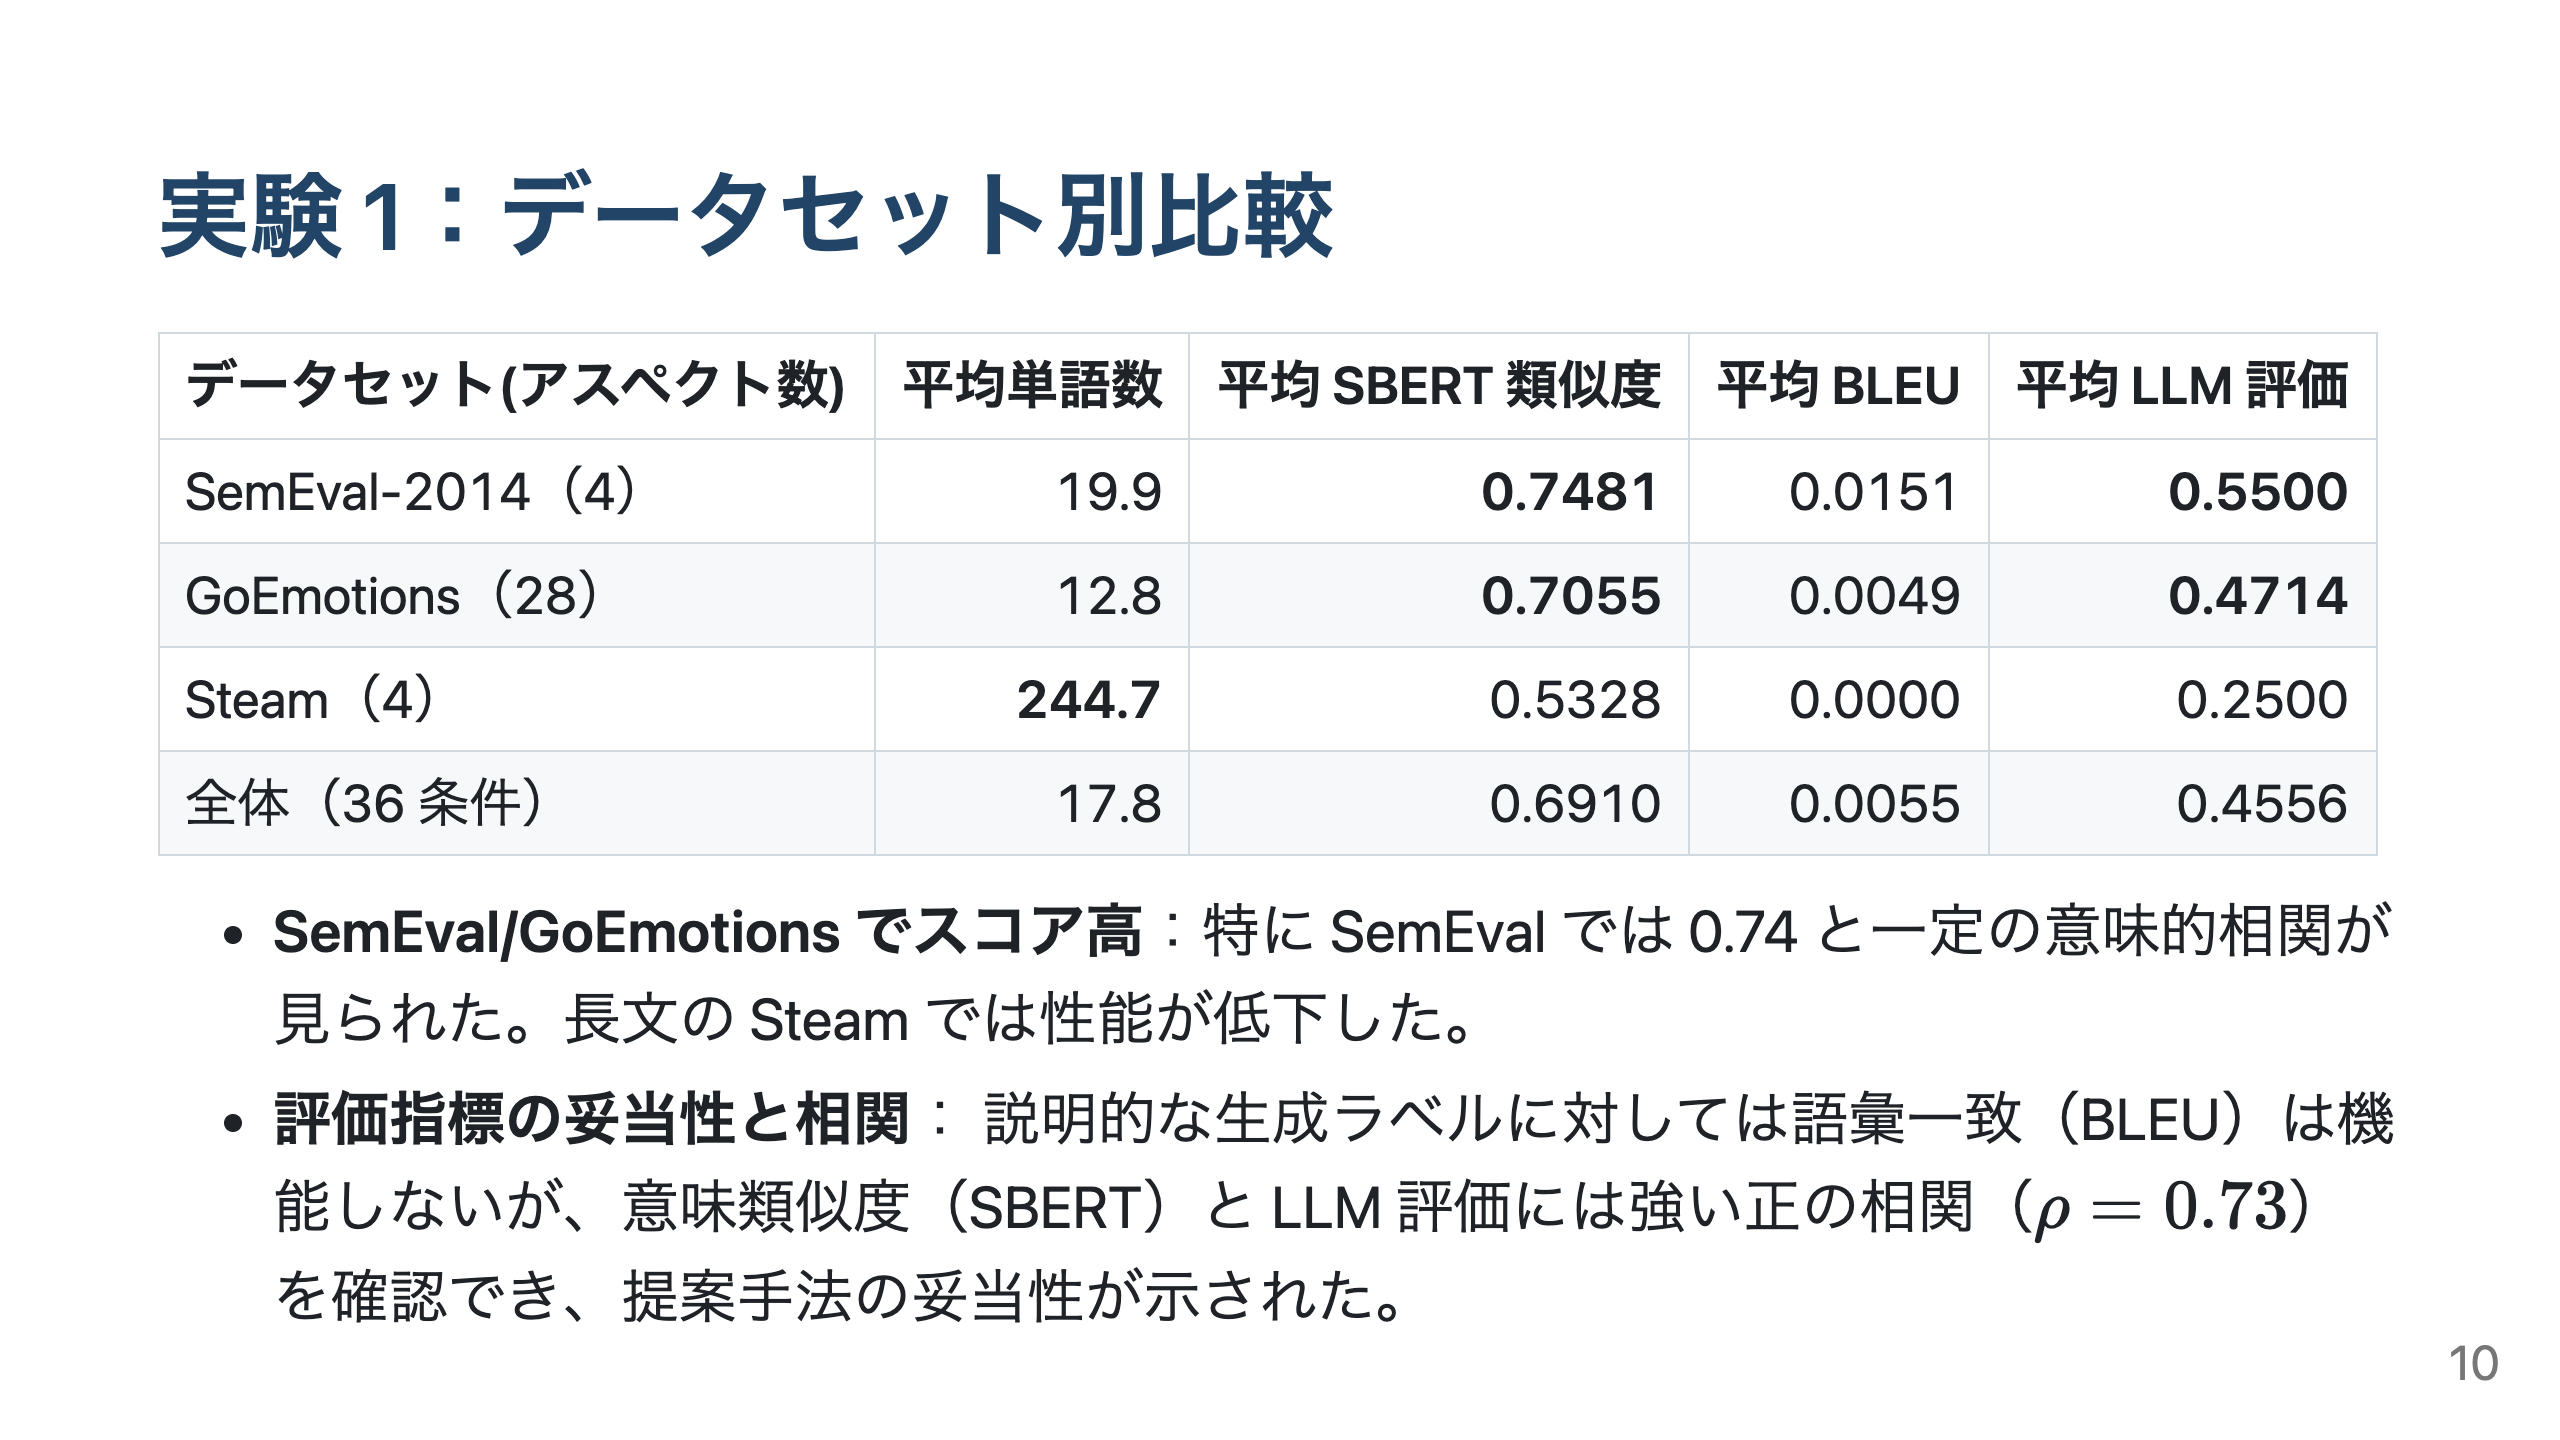 実験 1：データセット別比較
データセット(アスペクト数) 平均単語数 平均 SBERT 類似度 平均 BLEU 平均 LLM 評価
SemEval-2014（4） 19.9 0.7481 0.0151 0.5500
GoEmotions（28） 12.8 0.7055 0.0049 0.4714
Steam（4） 244.7 0.5328 0.0000 0.2500
全体（36 条件） 17.8 0.6910 0.0055 0.4556
• SemEval/GoEmotions でスコア高：特に SemEval では 0.74 と一定の意味的相関が
見られた。長文の Steam では性能が低下した。
• 評価指標の妥当性と相関： 説明的な生成ラベルに対しては語彙一致（BLEU）は機
能しないが、意味類似度（SBERT）と LLM 評価には強い正の相関（ρ = 0.73）
を確認でき、提案手法の妥当性が示された。
10